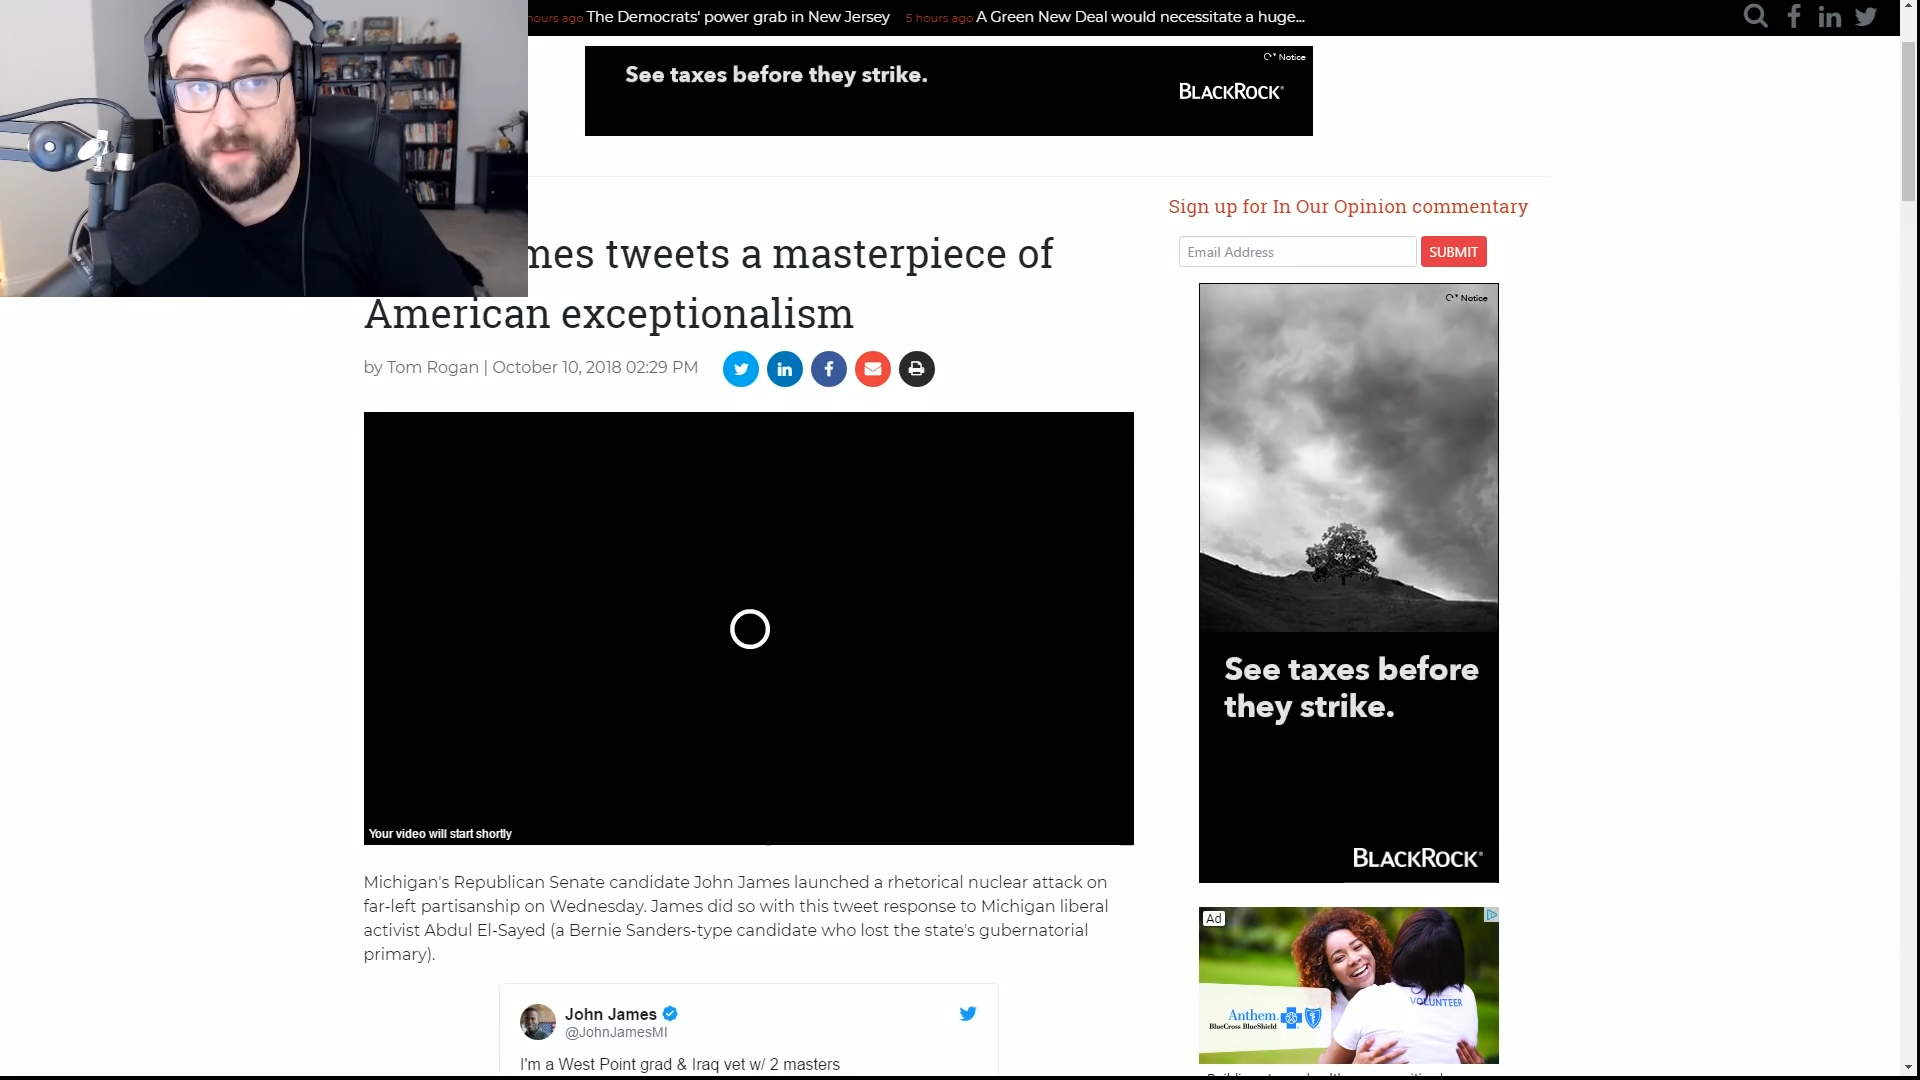 hours ago The Democrats' power grab in New Jersey 5 hours ago A Green New Deal would necessitate a huge...
Notice
See taxes before they strike.
BLACKROCK
Sign up for In Our Opinion commentary
Email Address SUBMIT
mes tweets a masterpiece of
American exceptionalism
by Tom Rogan | October 10, 2018 02:29 PM
Your video will start shortly
Notice
See taxes before
they strike.
BLACKROCK
Michigan's Republican Senate candidate John James launched a rhetorical nuclear attack on
far-left partisanship on Wednesday. James did so with this tweet response to Michigan liberal
activist Abdul El-Sayed (a Bernie Sanders-type candidate who lost the state's gubernatorial
primary).
John James
@JohnJamesMI
I'm a West Point grad & Iraq vet w/ 2 masters
Ad
VOLUNTEER
Anthem
BlueCross BlueShield